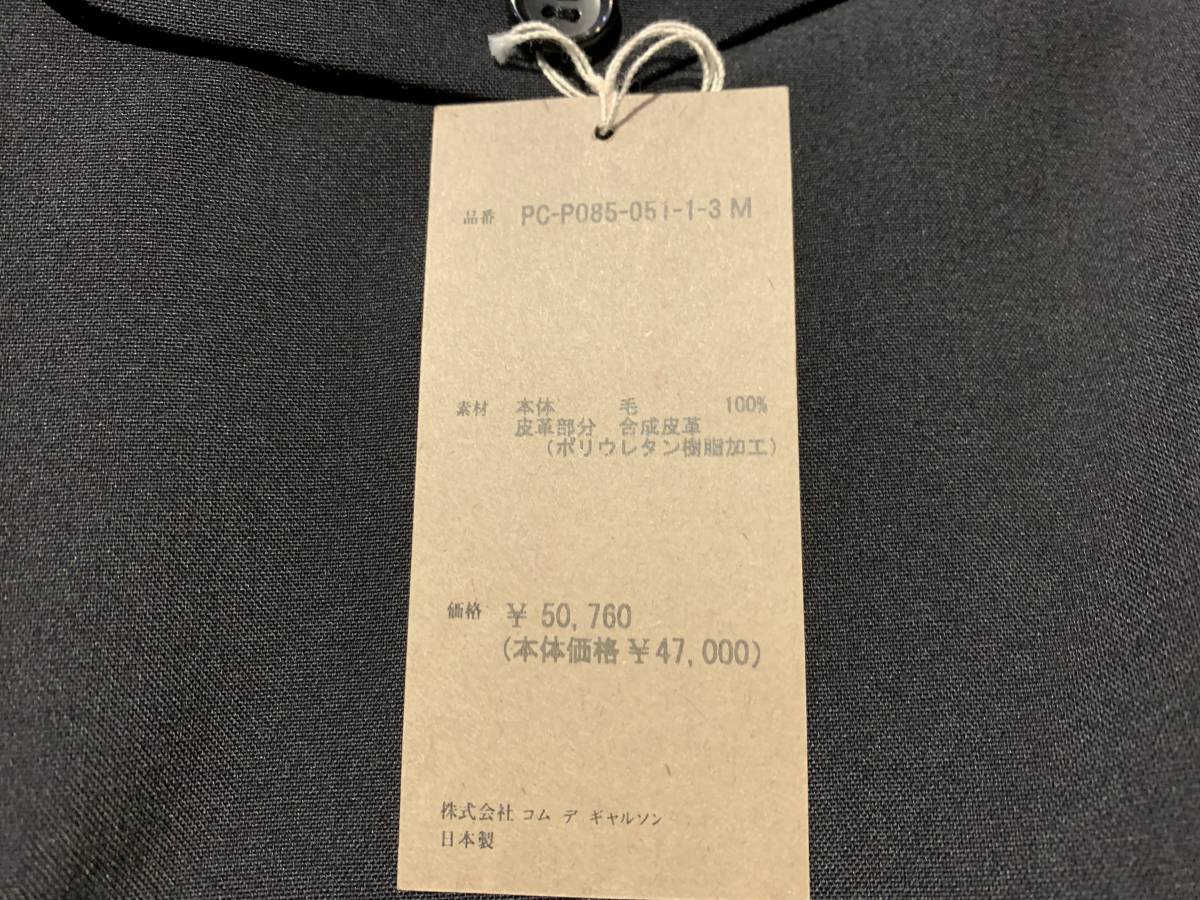 品番 PC-P085-051-1-3 M
素材 本体 毛 100%
皮革部分 合成皮革
(ポリウレタン樹脂加工)
価格 ¥ 50,760
(本体価格 ¥47,000)
株式会社 コム デ ギャルソン
日本製